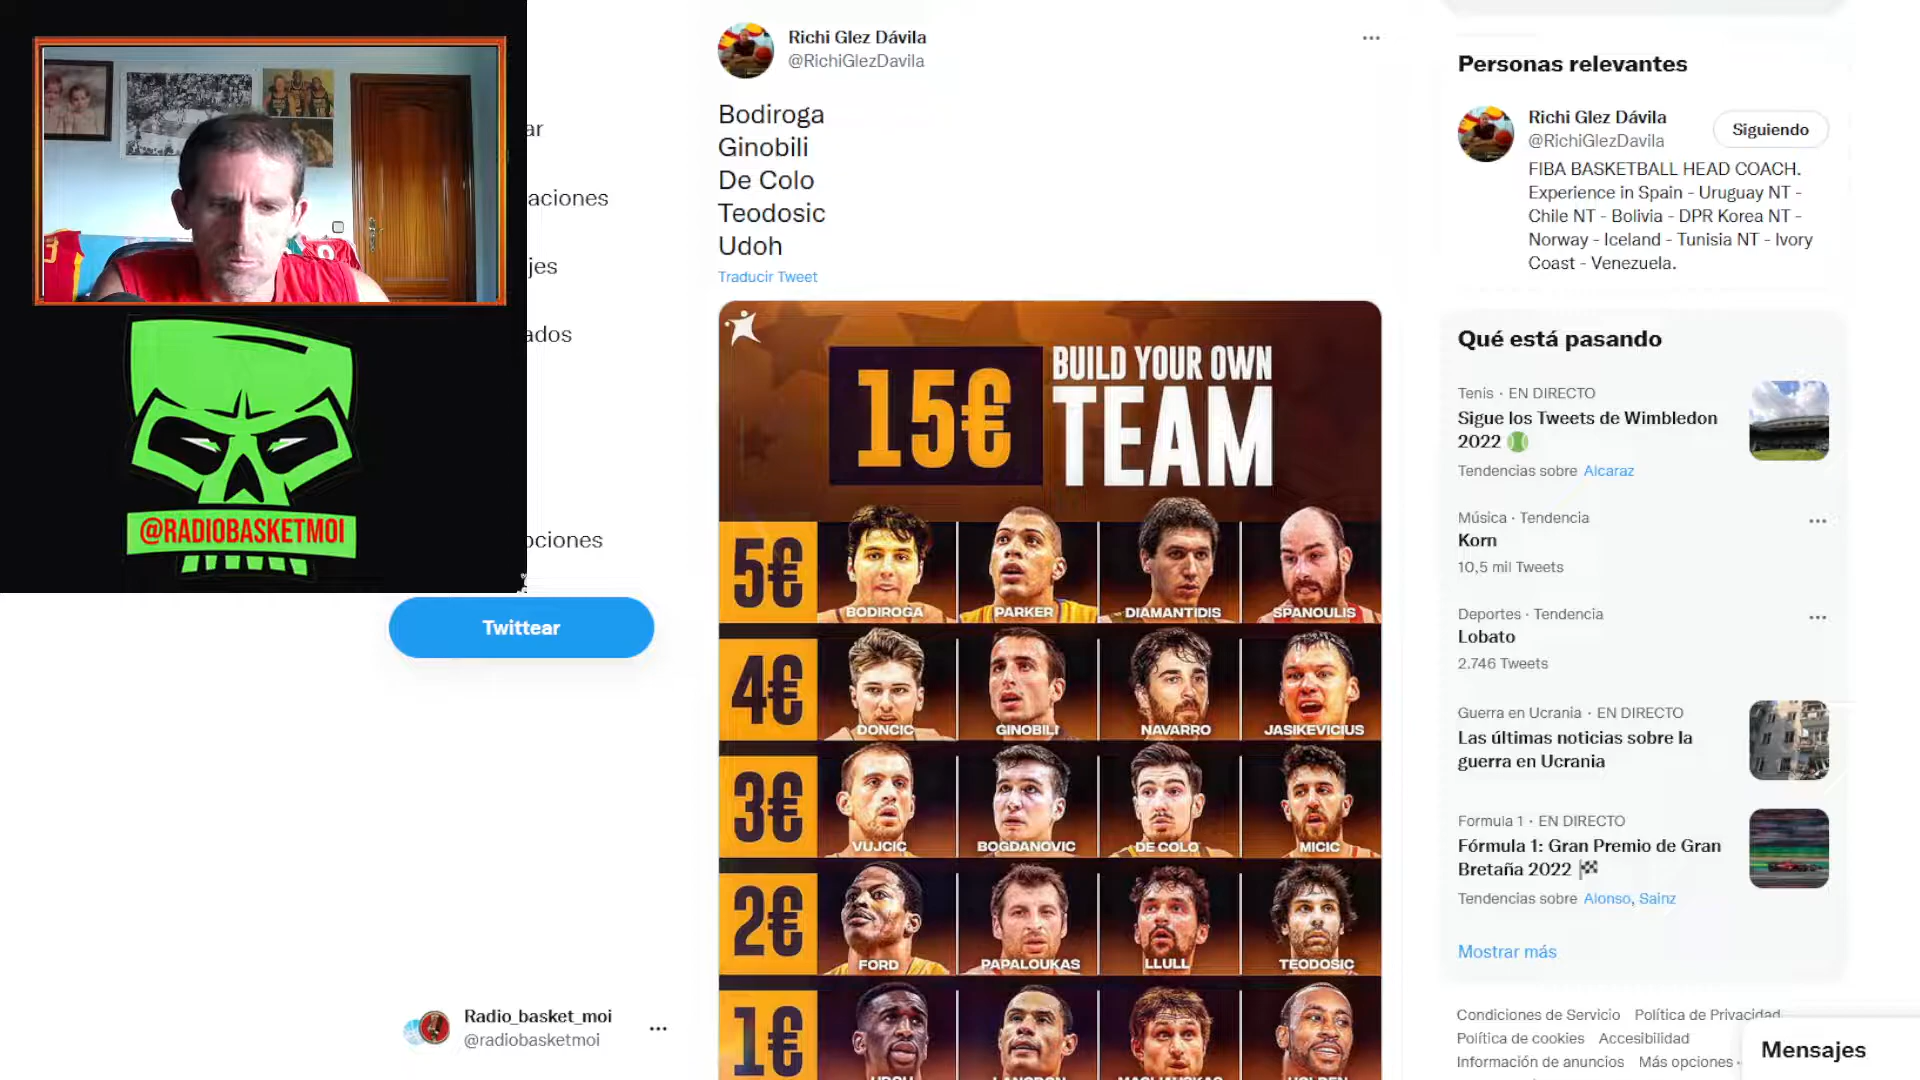 @RADIOBASKETMOI
ar
aciones
jes
ados
pciones
Twittear
Radio_basket_moi
@radiobasketmoi
Richi Glez Dávila
@RichiGlezDavila
Bodiroga
Ginobili
De Colo
Teodosic
Udoh
Traducir Tweet
15€ BUILD YOUR OWN
TEAM
5€ BODIROGA PARKER DIAMANTIDIS SPANOULIS
4€ DONCIC GINOBILI NAVARRO JASIKEVICIUS
3€ VUJCIC BOGDANOVIC DE COLO MICIC
2€ FORD PAPALOUKAS LLULL TEODOSIC
1€
Personas relevantes
Richi Glez Dávila
@RichiGlezDavila
Siguiendo
FIBA BASKETBALL HEAD COACH.
Experience in Spain - Uruguay NT -
Chile NT - Bolivia - DPR Korea NT -
Norway - Iceland - Tunisia NT - Ivory
Coast - Venezuela.
Qué está pasando
Tenis · EN DIRECTO
Sigue los Tweets de Wimbledon
2022
Tendencias sobre Alcaraz
Música · Tendencia
Korn
10,5 mil Tweets
Deportes · Tendencia
Lobato
2.746 Tweets
Guerra en Ucrania · EN DIRECTO
Las últimas noticias sobre la
guerra en Ucrania
Formula 1 · EN DIRECTO
Fórmula 1: Gran Premio de Gran
Bretaña 2022
Tendencias sobre Alonso, Sainz
Mostrar más
Condiciones de Servicio Política de Privacidad
Política de cookies Accesibilidad
Información de anuncios Más opciones
Mensajes